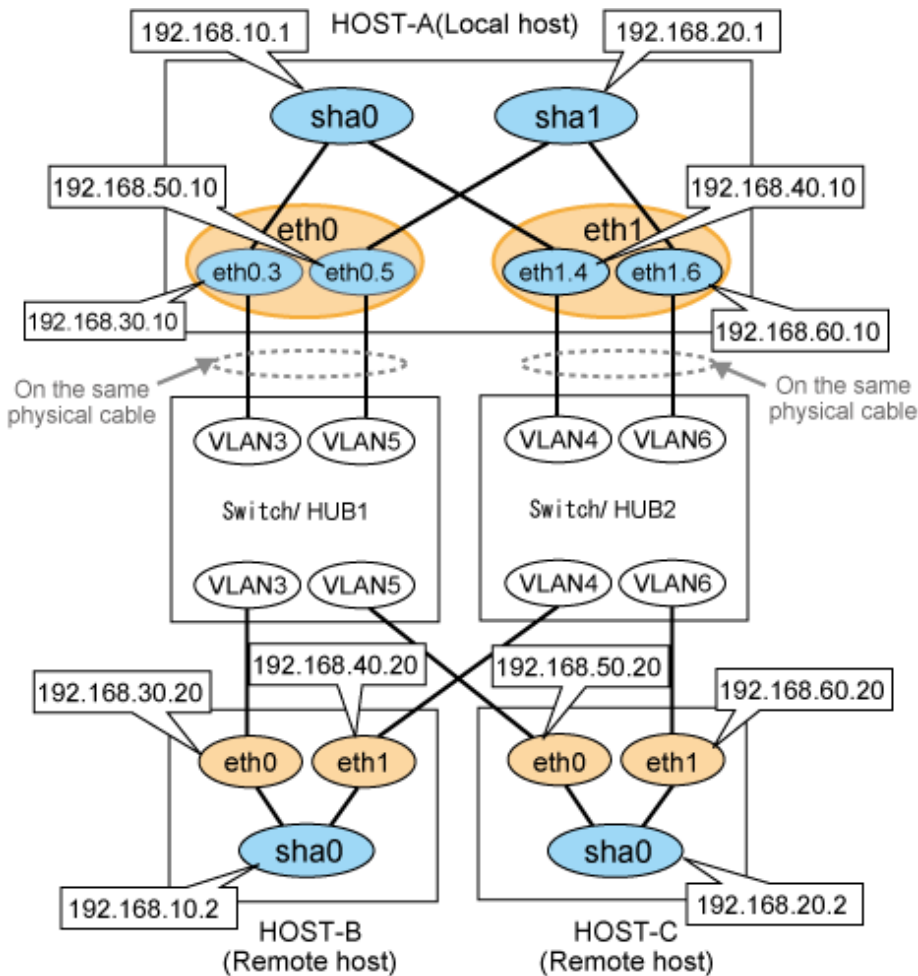 192.168.10.1
HOST-A(Local host)
192.168.20.1
sha0
sha1
192.168.50.10
192.168.40.10
eth0
eth1
eth0.3
eth0.5
eth1.4
eth1.6
192.168.30.10
192.168.60.10
On the same
physical cable
On the same
physical cable
VLAN3
VLAN5
VLAN4
VLAN6
Switch/ HUB1
Switch/ HUB2
VLAN3
VLAN5
VLAN4
VLAN6
192.168.30.20
192.168.40.20
192.168.50.20
192.168.60.20
eth0
eth1
eth0
eth1
sha0
sha0
192.168.10.2
192.168.20.2
HOST-B
(Remote host)
HOST-C
(Remote host)